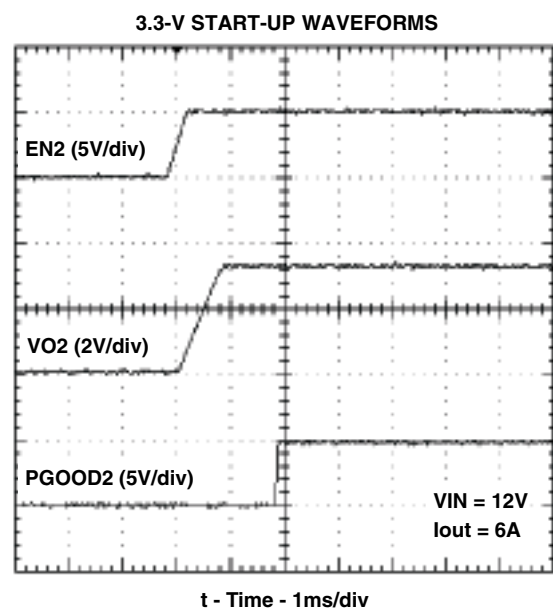 3.3-V START-UP WAVEFORMS
EN2 (5V/div)
VO2 (2V/div)
PGOOD2 (5V/div)
VIN = 12V
Iout = 6A
t - Time - 1ms/div